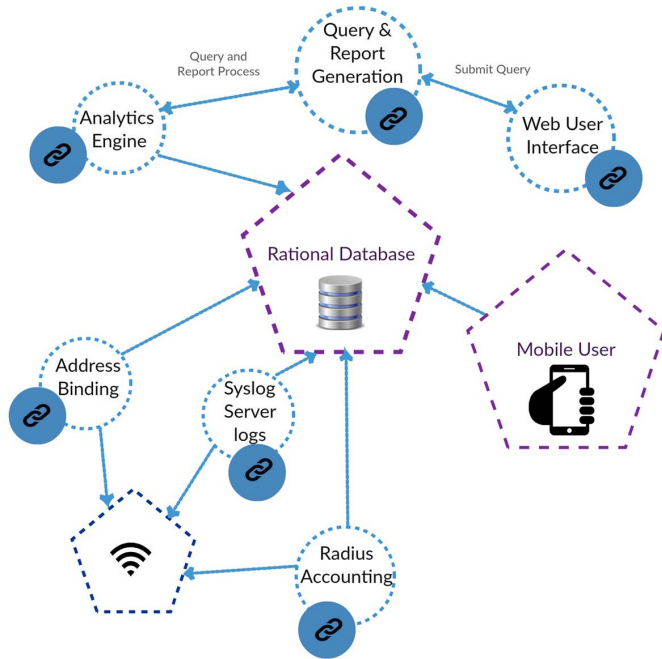 Query &
Report
Generation
Query and
Report Process
Submit Query
Analytics
Engine
Web User
Interface
Rational Database
Mobile User
Address
Binding
Syslog
Server
logs
Radius
Accounting